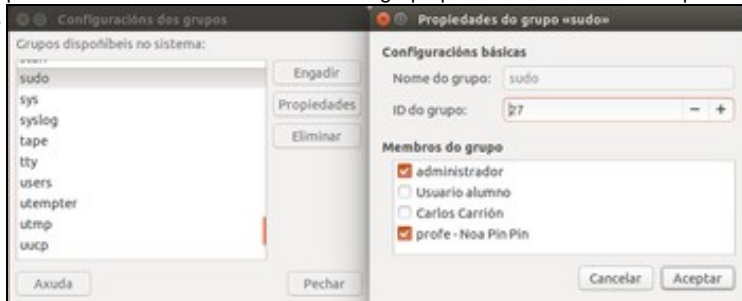 Configuracións dos grupos
Grupos dispoñíbeis no sistema:
sudo
sys
syslog
tape
tty
users
utempter
utmp
uucp
Engadir
Propiedades
Eliminar
Axuda
Pechar
Propiedades do grupo «sudo»
Configuracións básicas
Nome do grupo: sudo
ID do grupo: 27 - +
Membros do grupo
administrador
Usuario alumno
Carlos Carrión
profe - Noa Pin Pin
Cancelar Aceptar